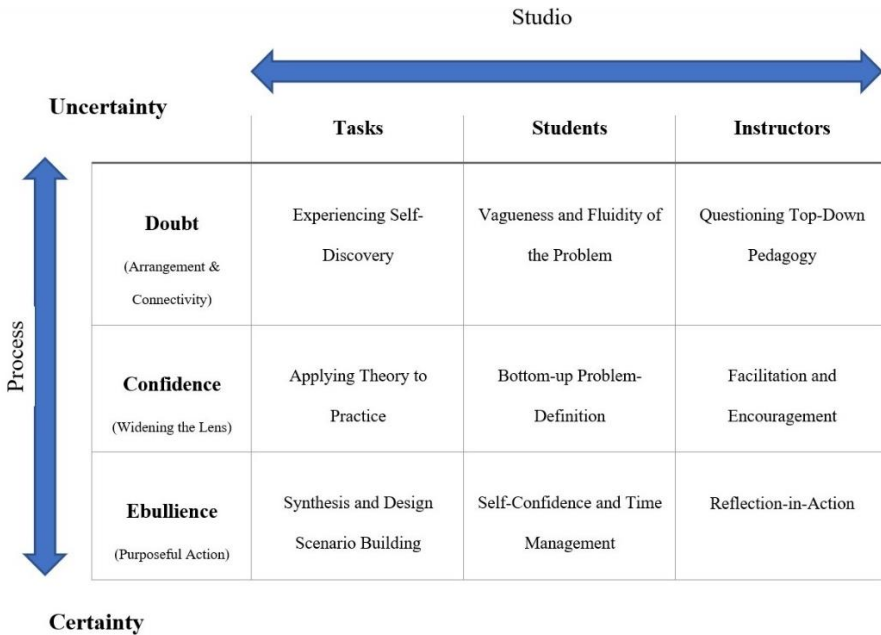 Studio
Uncertainty
Tasks
Students
Instructors
Doubt
(Arrangement &
Connectivity)
Experiencing Self-
Discovery
Vagueness and Fluidity of
the Problem
Questioning Top-Down
Pedagogy
Process
Confidence
(Widening the Lens)
Applying Theory to
Practice
Bottom-up Problem-
Definition
Facilitation and
Encouragement
Ebullience
(Purposeful Action)
Synthesis and Design
Scenario Building
Self-Confidence and Time
Management
Reflection-in-Action
Certainty